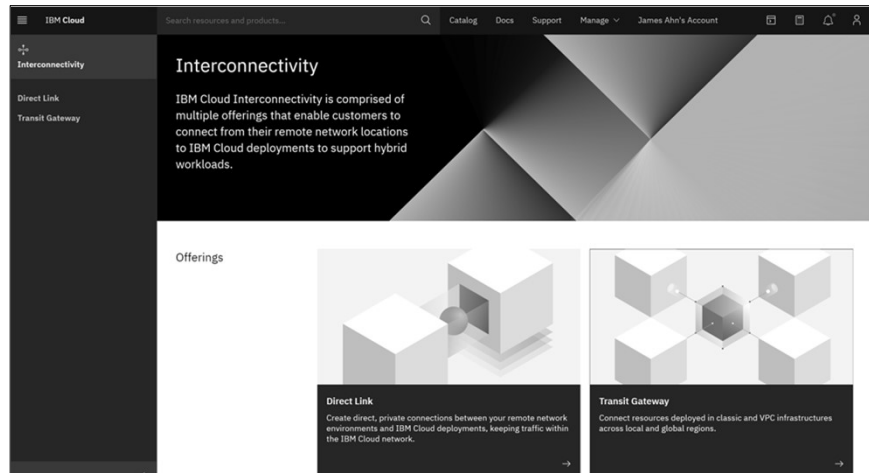 IBM Cloud
Search resources and products...
Catalog
Docs
Support
Manage
James Ahn's Account
Interconnectivity
Direct Link
Transit Gateway
Interconnectivity
IBM Cloud Interconnectivity is comprised of
multiple offerings that enable customers to
connect from their remote network locations
to IBM Cloud deployments to support hybrid
workloads.
Offerings
Direct Link
Create direct, private connections between your remote network
environments and IBM Cloud deployments, keeping traffic within
the IBM Cloud network.
Transit Gateway
Connect resources deployed in classic and VPC infrastructures
across local and global regions.